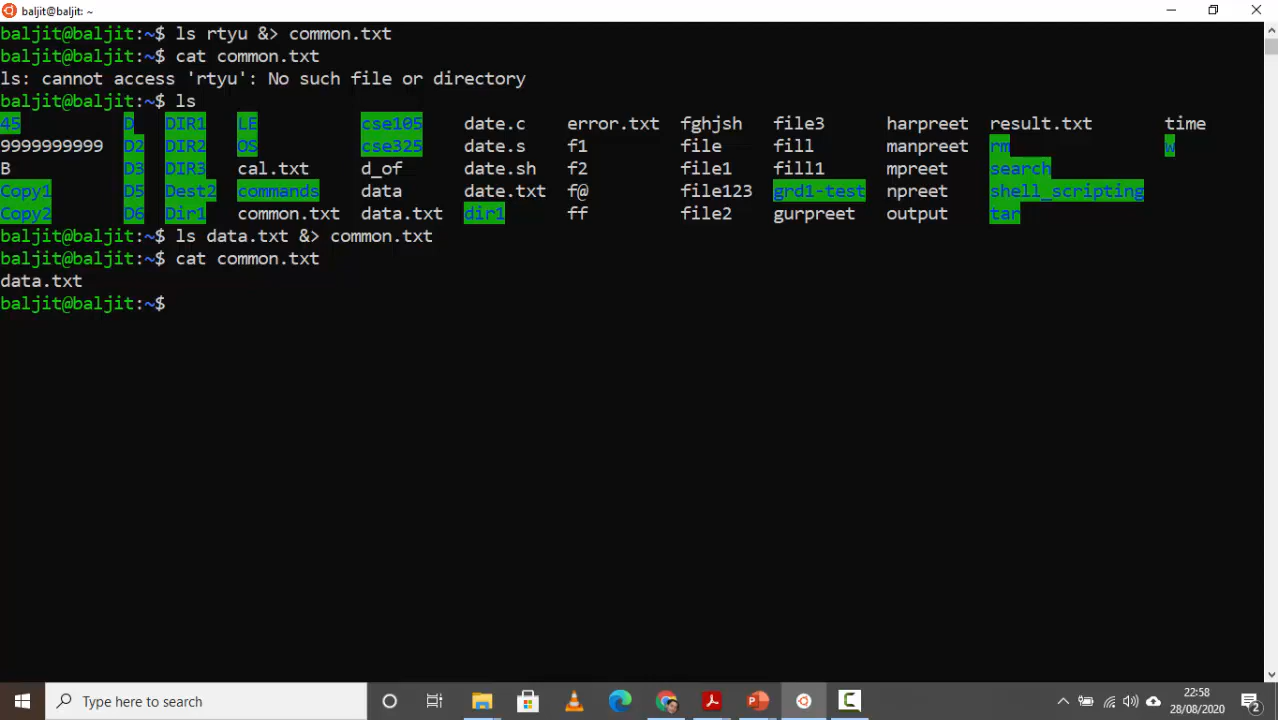 baljit@baljit: ~
baljit@baljit:~$ ls rtyu &> common.txt
baljit@baljit:~$ cat common.txt
ls: cannot access 'rtyu': No such file or directory
baljit@baljit:~$ ls
45 D DIR1 LE cse105 date.c error.txt fghjsh file3 harpreet result.txt time
9999999999 D2 DIR2 OS cse325 date.s f1 file fill manpreet rm w
B D3 DIR3 cal.txt d_of date.sh f2 file1 fill1 mpreet search
Copy1 D5 Dest2 commands data date.txt f@ file123 grd1-test npreet shell_scripting
Copy2 D6 Dir1 common.txt data.txt dir1 ff file2 gurpreet output tar
baljit@baljit:~$ ls data.txt &> common.txt
baljit@baljit:~$ cat common.txt
data.txt
baljit@baljit:~$
Type here to search
22:58
28/08/2020
2